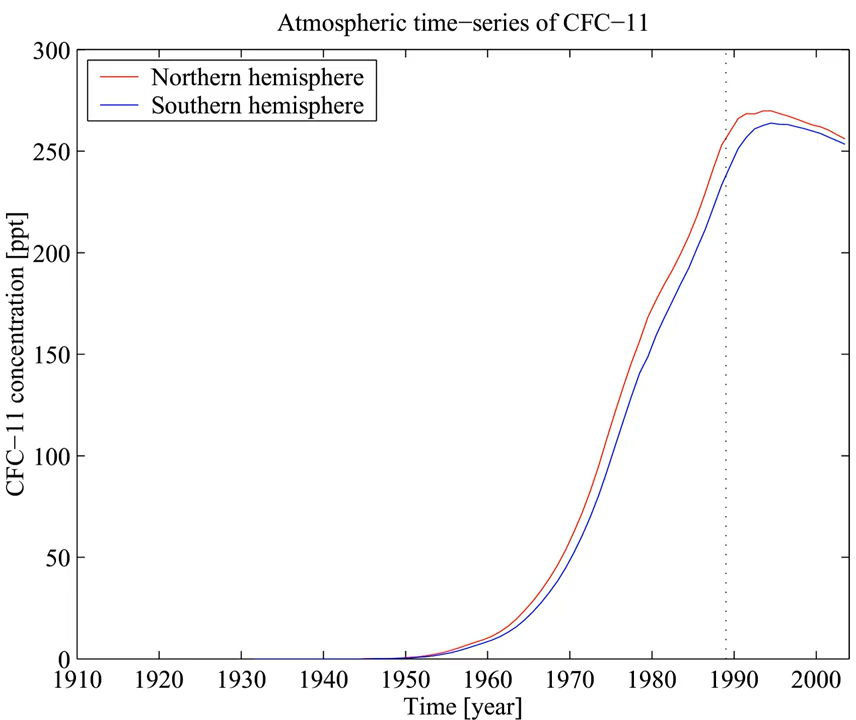 Atmospheric time−series of CFC−11
300
Northern hemisphere
Southern hemisphere
250
200
150
100
50
0
CFC−11 concentration [ppt]
1910 1920 1930 1940 1950 1960 1970 1980 1990 2000
Time [year]